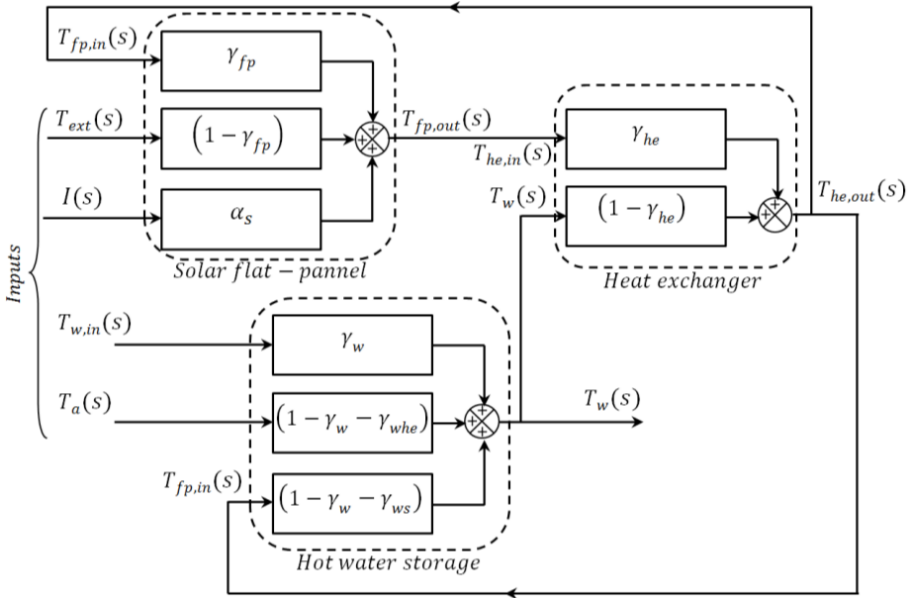 T_{fp,in}(s)
γ_{fp}
T_{ext}(s)
(1 − γ_{fp})
T_{fp,out}(s)
I(s)
α_s
Solar flat − pannel
T_{he,in}(s)
γ_{he}
T_w(s)
(1 − γ_{he})
T_{he,out}(s)
Heat exchanger
Inputs
T_{w,in}(s)
γ_w
T_a(s)
(1 − γ_w − γ_{whe})
T_w(s)
T_{fp,in}(s)
(1 − γ_w − γ_{ws})
Hot water storage